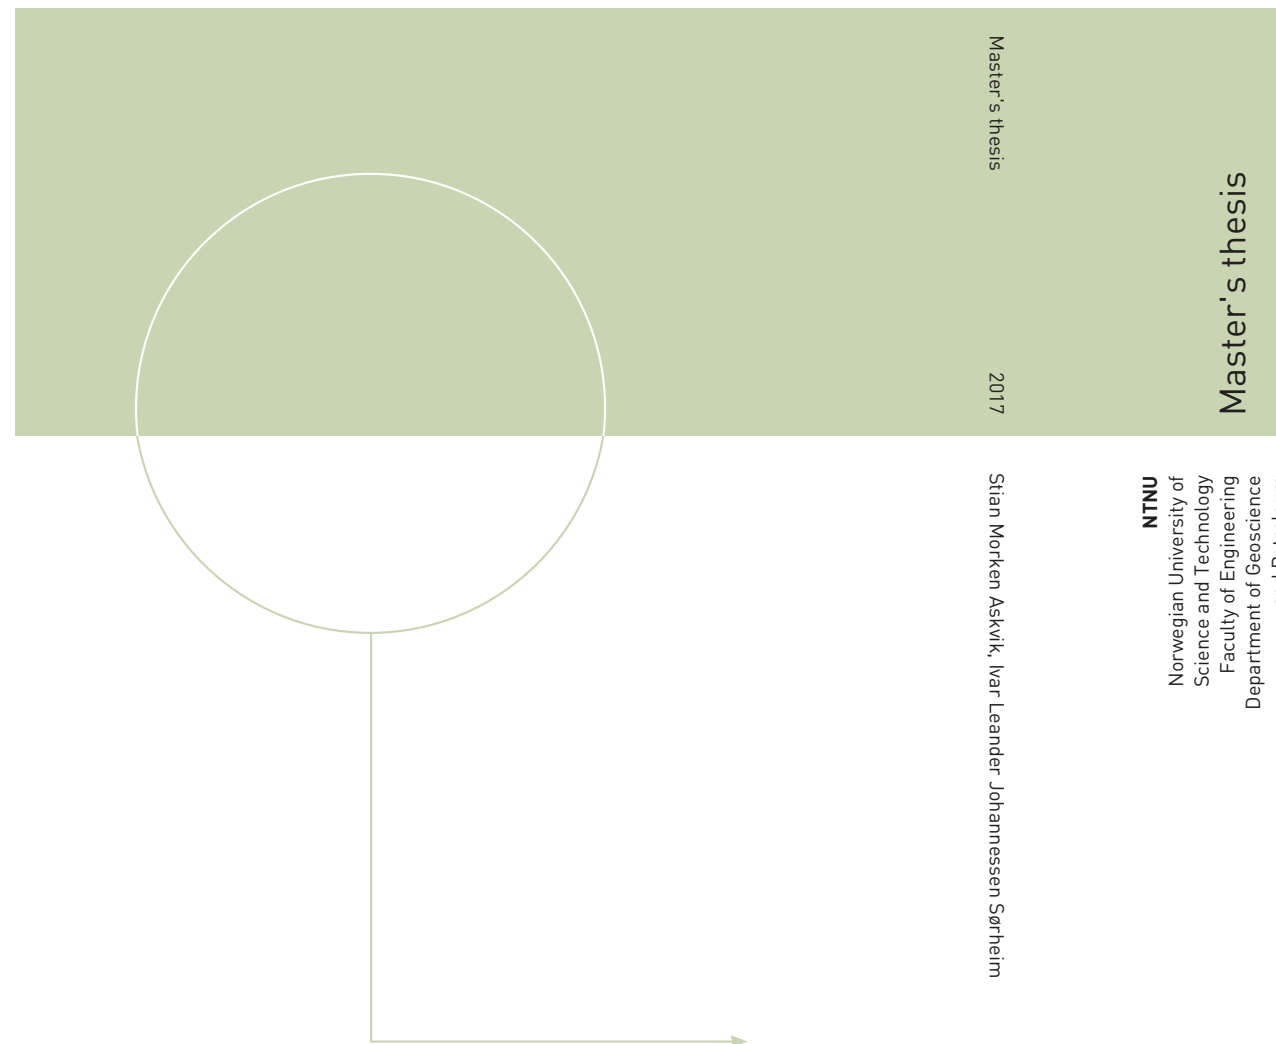 Master's thesis
2017
Stian Morken Askvik, Ivar Leander Johannessen Sørheim
Master's thesis
NTNU
Norwegian University of
Science and Technology
Faculty of Engineering
Department of Geoscience